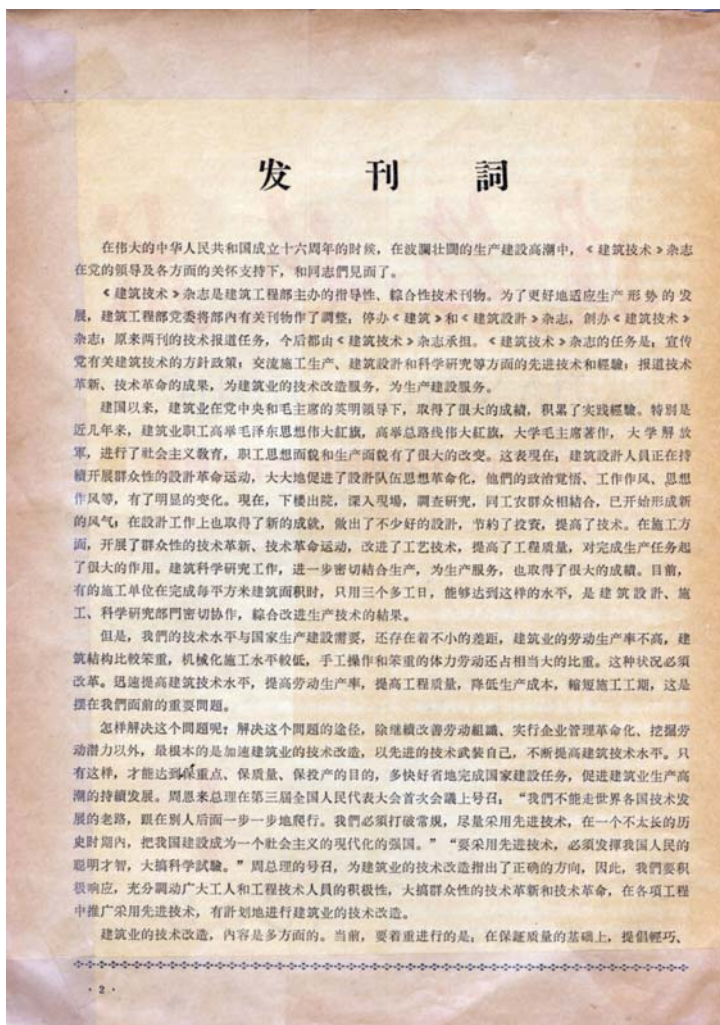 发刊詞
在伟大的中华人民共和国成立十六周年的时候，在波瀾壮闊的生产建設高潮中，《建筑技术》杂志
在党的领导及各方面的关怀支持下，和同志們見面了。
《建筑技术》杂志是建筑工程部主办的指导性、綜合性技术刊物。为了更好地适应生产形势的发
展，建筑工程部党委将部內有关刊物作了調整，停办《建筑》和《建筑設計》杂志，創办《建筑技术》
杂志；原来两刊的技术报道任务，今后都由《建筑技术》杂志承担。《建筑技术》杂志的任务是：宣传
党有关建筑技术的方針政策；交流施工生产、建筑設計和科学研究等方面的先进技术和經驗；报道技术
革新、技术革命的成果，为建筑业的技术改造服务，为生产建設服务。
建国以来，建筑业在党中央和毛主席的英明领导下，取得了很大的成績，积累了实践經驗。特别是
近几年来，建筑业职工高举毛泽东思想伟大紅旗，高举总路线伟大紅旗，大学毛主席著作，大学解放
軍，进行了社会主义教育，职工思想面貌和生产面貌有了很大的改变。这表现在：建筑設計人員正在持
續开展群众性的設計革命运动，大大地促进了設計队伍思想革命化，他們的政治覚悟、工作作风、思想
作风等，有了明显的变化。现在，下楼出院，深入現場，調查研究，同工农群众相結合，已开始形成新
的风气；在設計工作上也取得了新的成就，做出了不少好的設計，节約了投資，提高了技术。在施工方
面，开展了群众性的技术革新、技术革命运动，改进了工艺技术，提高了工程质量，对完成生产任务起
了很大的作用。建筑科学研究工作，进一步密切結合生产，为生产服务，也取得了很大的成績。目前，
有的施工单位在完成每平方米建筑面积时，只用三个多工日，能够达到这样的水平，是建筑設計、施
工、科学研究部門密切协作，綜合改进生产技术的結果。
但是，我們的技术水平与国家生产建設需要，还存在着不小的差距，建筑业的劳动生产率不高，建
筑結构比較笨重，机械化施工水平較低，手工操作和笨重的体力劳动还占相当大的比重。这种状况必須
改革。迅速提高建筑技术水平，提高劳动生产率，提高工程质量，降低生产成本，縮短施工工期，这是
摆在我們面前的重要問題。
怎样解决这个問題呢？解决这个問題的途径，除继續改善劳动組識、实行企业管理革命化、挖掘劳
动潜力以外，最根本的是加速建筑业的技术改造，以先进的技术武装自己，不断提高建筑技术水平。只
有这样，才能达到保重点、保质量、保投产的目的，多快好省地完成国家建設任务，促进建筑业生产高
潮的持續发展。周恩来总理在第三届全国人民代表大会首次会議上号召：“我們不能走世界各国技术发
展的老路，跟在别人后面一步一步地爬行。我們必須打破常規，尽量采用先进技术，在一个不太长的历
史时期內，把我国建設成为一个社会主义的现代化的强国。”“要采用先进技术，必須发揮我国人民的
聪明才智，大搞科学試驗。”周总理的号召，为建筑业的技术改造指出了正确的方向，因此，我們要积
极响应，充分調动广大工人和工程技术人員的积极性，大搞群众性的技术革新和技术革命，在各項工程
中推广采用先进技术，有計划地进行建筑业的技术改造。
建筑业的技术改造，內容是多方面的。当前，要着重进行的是：在保証质量的基础上，提倡輕巧、
·2·